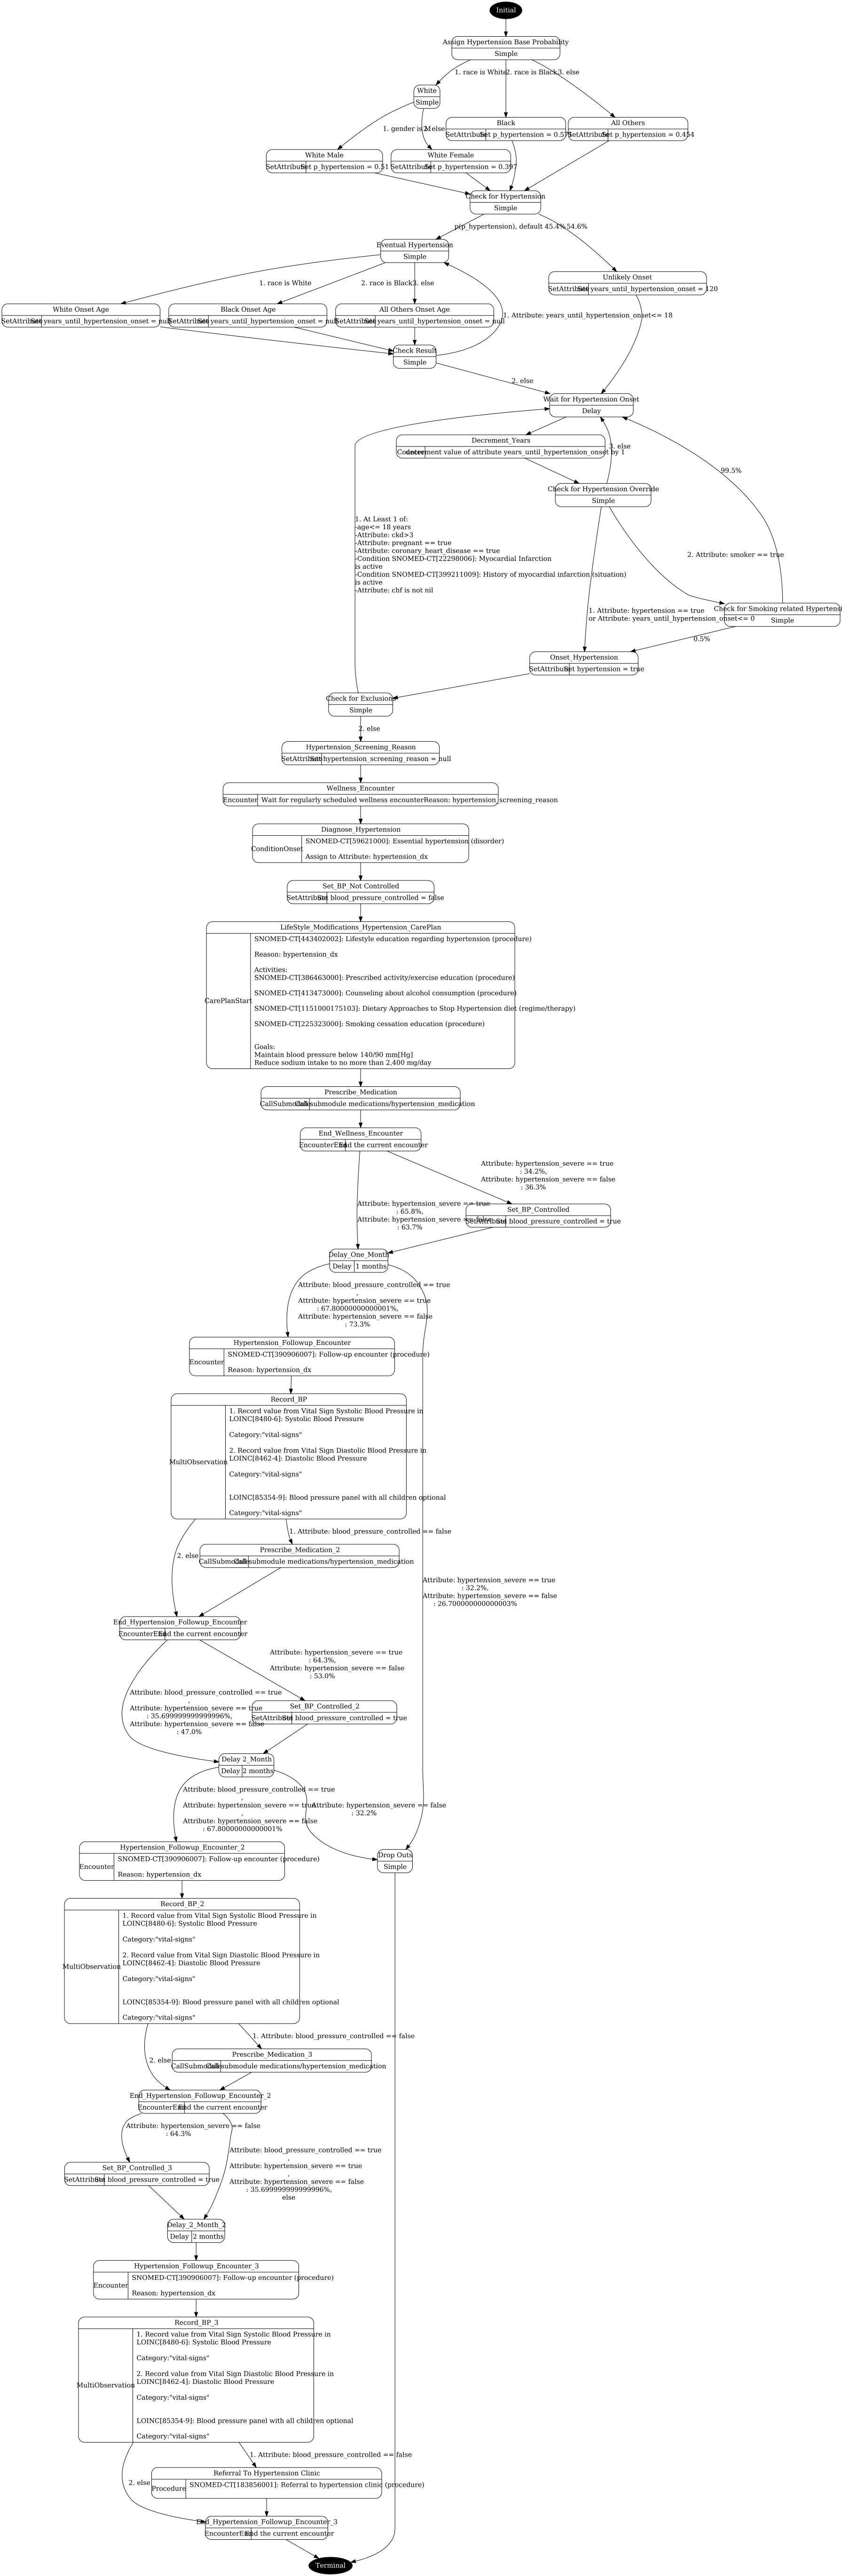 Initial
Assign Hypertension Base Probability
Simple
1. race is White
2. race is Black
3. else
White
Simple
Black
SetAttribute
All Others
SetAttribute
Set p_hypertension = 0.454
1. gender is M
2. else
White Male
SetAttribute
Set p_hypertension = 0.51
White Female
SetAttribute
Set p_hypertension = 0.397
Check for Hypertension
Simple
p(p_hypertension), default 45.4%
54.6%
Eventual Hypertension
Simple
Unlikely Onset
SetAttribute
Set years_until_hypertension_onset = 120
1. race is White
2. race is Black
3. else
White Onset Age
SetAttribute
Set years_until_hypertension_onset = null
Black Onset Age
SetAttribute
Set years_until_hypertension_onset = null
All Others Onset Age
SetAttribute
Set years_until_hypertension_onset = null
1. Attribute: years_until_hypertension_onset<= 18
Check Result
Simple
2. else
Wait for Hypertension Onset
Delay
Decrement_Years
Counter
decrement value of attribute years_until_hypertension_onset by 1
3. else
99.5%
Check for Hypertension Override
Simple
1. At Least 1 of:
-age<= 18 years
-Attribute: ckd>3
-Attribute: pregnant == true
-Attribute: coronary_heart_disease == true
-Condition SNOMED-CT[22298006]: Myocardial Infarction
is active
-Condition SNOMED-CT[399211009]: History of myocardial infarction (situation)
is active
-Attribute: chf is not nil
2. Attribute: smoker == true
Check for Smoking related Hypertensi
Simple
1. Attribute: hypertension == true
or Attribute: years_until_hypertension_onset<= 0
0.5%
Onset_Hypertension
SetAttribute
Set hypertension = true
Check for Exclusions
Simple
2. else
Hypertension_Screening_Reason
SetAttribute
Set hypertension_screening_reason = null
Wellness_Encounter
Encounter
Wait for regularly scheduled wellness encounterReason: hypertension_screening_reason
Diagnose_Hypertension
ConditionOnset
SNOMED-CT[59621000]: Essential hypertension (disorder)
Assign to Attribute: hypertension_dx
Set_BP_Not Controlled
SetAttribute
Set blood_pressure_controlled = false
LifeStyle_Modifications_Hypertension_CarePlan
CarePlanStart
SNOMED-CT[443402002]: Lifestyle education regarding hypertension (procedure)
Reason: hypertension_dx
Activities:
SNOMED-CT[386463000]: Prescribed activity/exercise education (procedure)
SNOMED-CT[413473000]: Counseling about alcohol consumption (procedure)
SNOMED-CT[1151000175103]: Dietary Approaches to Stop Hypertension diet (regime/therapy)
SNOMED-CT[225323000]: Smoking cessation education (procedure)
Goals:
Maintain blood pressure below 140/90 mm[Hg]
Reduce sodium intake to no more than 2,400 mg/day
Prescribe_Medication
CallSubmodule
Call submodule medications/hypertension_medication
End_Wellness_Encounter
EncounterEnd
End the current encounter
Attribute: hypertension_severe == true
: 34.2%,
Attribute: hypertension_severe == false
: 36.3%
Attribute: hypertension_severe == true
: 65.8%,
Attribute: hypertension_severe == false
: 63.7%
Set_BP_Controlled
SetAttribute
Set blood_pressure_controlled = true
Delay_One_Month
Delay
1 months
Attribute: blood_pressure_controlled == true
,
Attribute: hypertension_severe == true
: 67.80000000000001%,
Attribute: hypertension_severe == false
: 73.3%
Hypertension_Followup_Encounter
Encounter
SNOMED-CT[390906007]: Follow-up encounter (procedure)
Reason: hypertension_dx
Record_BP
MultiObservation
1. Record value from Vital Sign Systolic Blood Pressure in
LOINC[8480-6]: Systolic Blood Pressure
Category:"vital-signs"
2. Record value from Vital Sign Diastolic Blood Pressure in
LOINC[8462-4]: Diastolic Blood Pressure
Category:"vital-signs"
LOINC[85354-9]: Blood pressure panel with all children optional
Category:"vital-signs"
1. Attribute: blood_pressure_controlled == false
2. else
Prescribe_Medication_2
CallSubmodule
Call submodule medications/hypertension_medication
Attribute: hypertension_severe == true
: 32.2%,
Attribute: hypertension_severe == false
: 26.700000000000003%
End_Hypertension_Followup_Encounter
EncounterEnd
End the current encounter
Attribute: hypertension_severe == true
: 64.3%,
Attribute: hypertension_severe == false
: 53.0%
Attribute: blood_pressure_controlled == true
,
Attribute: hypertension_severe == true
: 35.699999999999996%,
Attribute: hypertension_severe == false
: 47.0%
Set_BP_Controlled_2
SetAttribute
Set blood_pressure_controlled = true
Delay 2_Month
Delay
2 months
Attribute: blood_pressure_controlled == true
,
Attribute: hypertension_severe == true
,
Attribute: hypertension_severe == false
: 67.80000000000001%
Attribute: hypertension_severe == false
: 32.2%
Hypertension_Followup_Encounter_2
Encounter
SNOMED-CT[390906007]: Follow-up encounter (procedure)
Reason: hypertension_dx
Drop Outs
Simple
Record_BP_2
MultiObservation
1. Record value from Vital Sign Systolic Blood Pressure in
LOINC[8480-6]: Systolic Blood Pressure
Category:"vital-signs"
2. Record value from Vital Sign Diastolic Blood Pressure in
LOINC[8462-4]: Diastolic Blood Pressure
Category:"vital-signs"
LOINC[85354-9]: Blood pressure panel with all children optional
Category:"vital-signs"
1. Attribute: blood_pressure_controlled == false
2. else
Prescribe_Medication_3
CallSubmodule
Call submodule medications/hypertension_medication
End_Hypertension_Followup_Encounter_2
EncounterEnd
End the current encounter
Attribute: hypertension_severe == false
: 64.3%
Attribute: blood_pressure_controlled == true
,
Attribute: hypertension_severe == true
,
Attribute: hypertension_severe == false
: 35.699999999999996%,
else
Set_BP_Controlled_3
SetAttribute
Set blood_pressure_controlled = true
Delay_2_Month_2
Delay
2 months
Hypertension_Followup_Encounter_3
Encounter
SNOMED-CT[390906007]: Follow-up encounter (procedure)
Reason: hypertension_dx
Record_BP_3
MultiObservation
1. Record value from Vital Sign Systolic Blood Pressure in
LOINC[8480-6]: Systolic Blood Pressure
Category:"vital-signs"
2. Record value from Vital Sign Diastolic Blood Pressure in
LOINC[8462-4]: Diastolic Blood Pressure
Category:"vital-signs"
LOINC[85354-9]: Blood pressure panel with all children optional
Category:"vital-signs"
1. Attribute: blood_pressure_controlled == false
2. else
Referral To Hypertension Clinic
Procedure
SNOMED-CT[183856001]: Referral to hypertension clinic (procedure)
End_Hypertension_Followup_Encounter_3
EncounterEnd
End the current encounter
Terminal